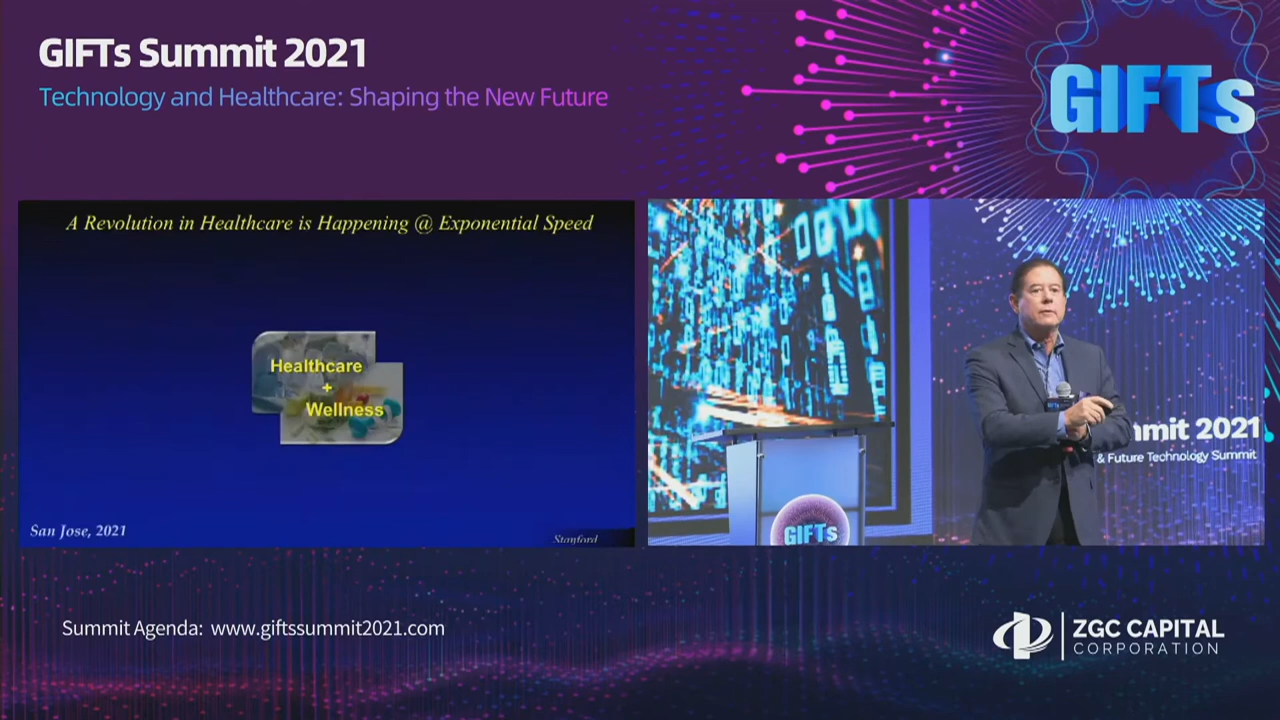 GIFTs Summit 2021
Technology and Healthcare: Shaping the New Future
GIFTs
A Revolution in Healthcare is Happening @ Exponential Speed
Healthcare
+
Wellness
San Jose, 2021
Stanford
mmit 2021
& Future Technology Summit
GIFTs
Summit Agenda: www.giftssummit2021.com
ZGC CAPITAL
CORPORATION